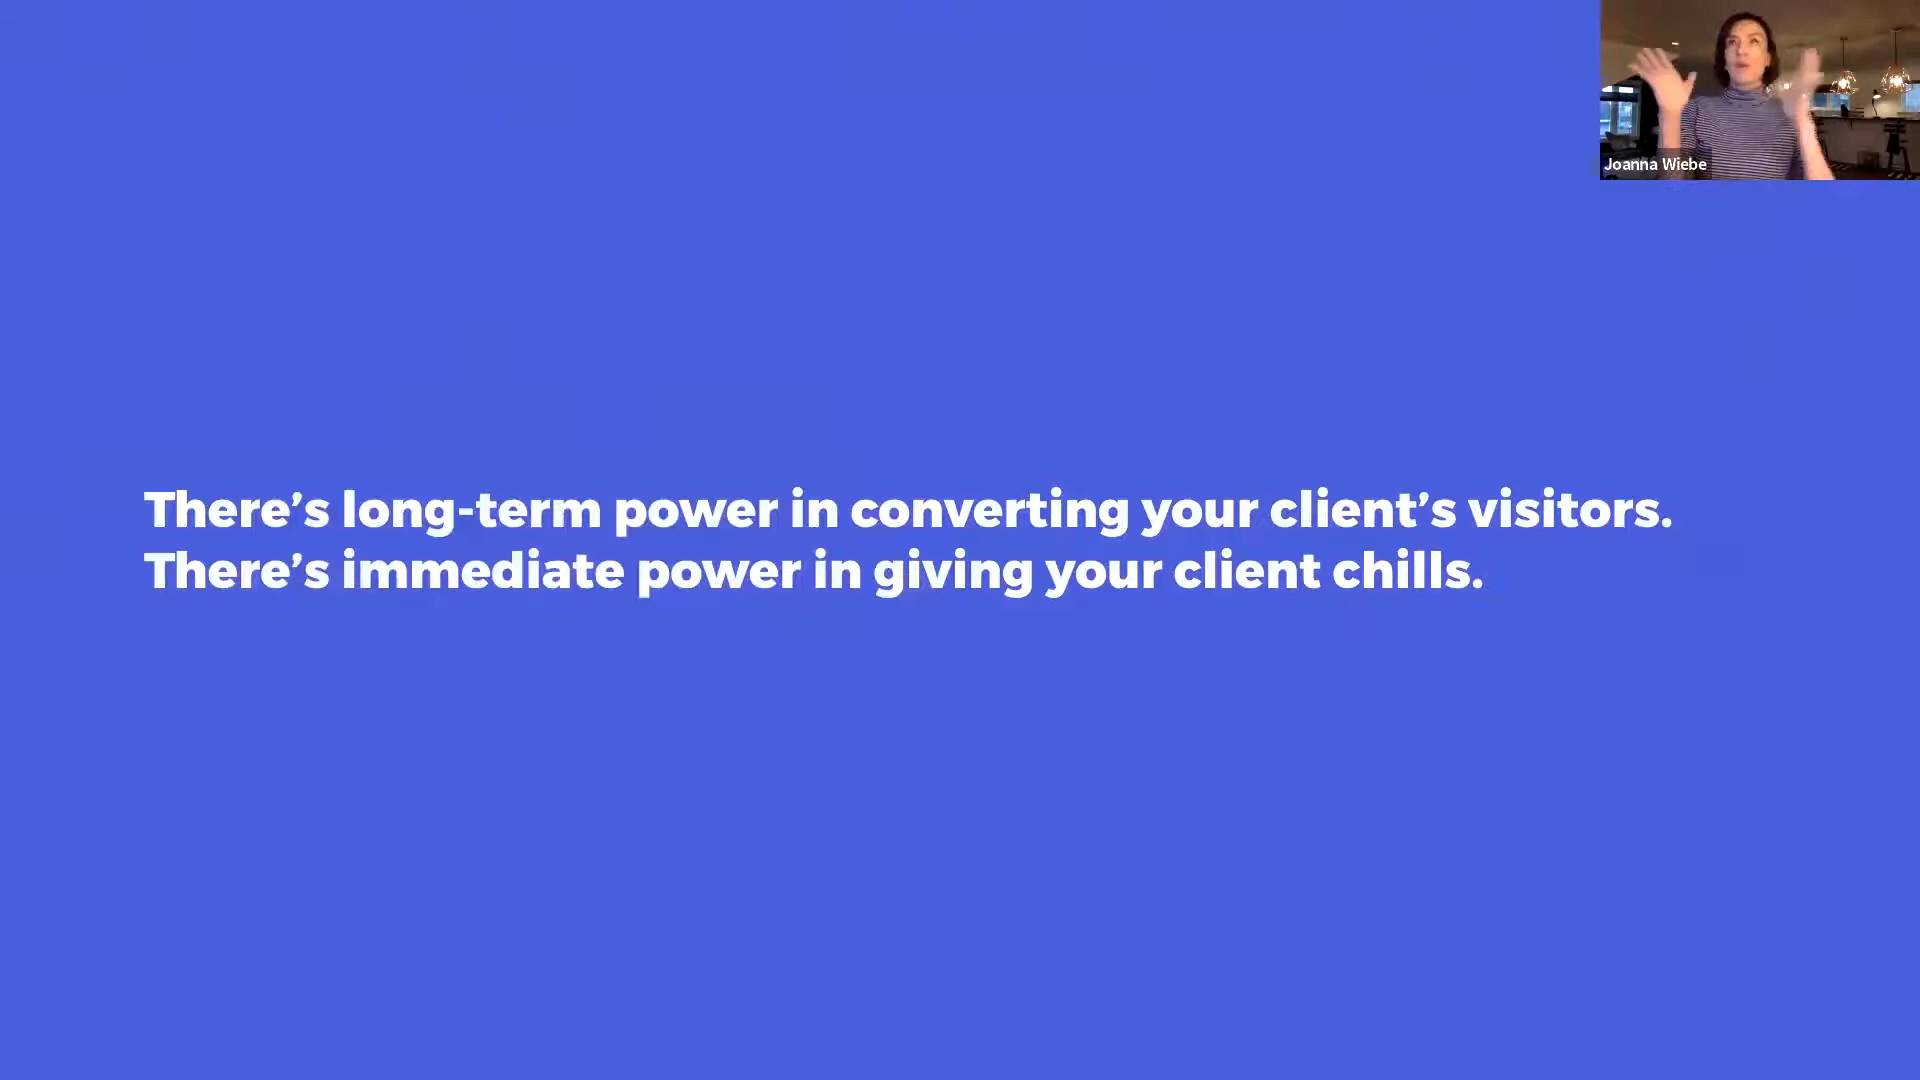 Joanna Wiebe
There’s long-term power in converting your client’s visitors.
There’s immediate power in giving your client chills.